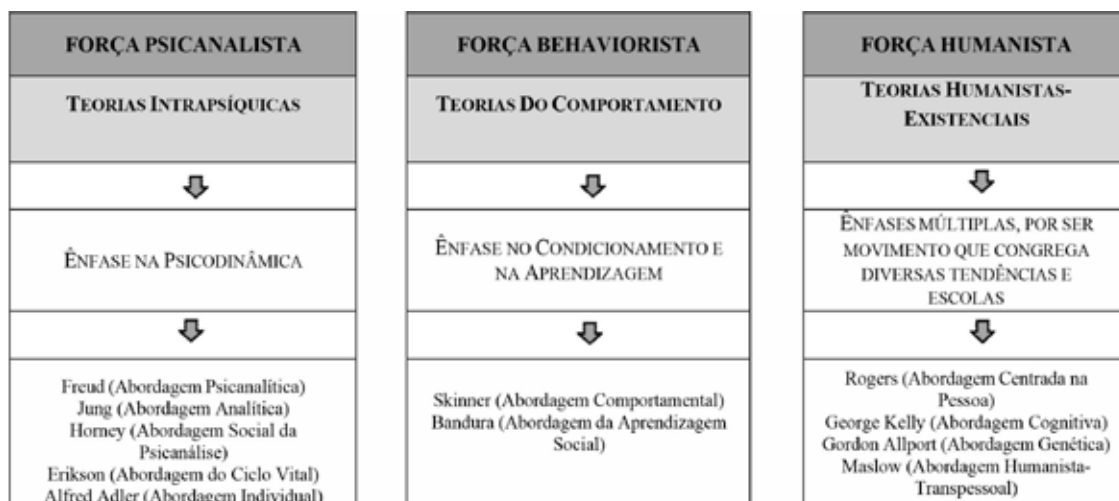 FORÇA PSICANALISTA
TEORIAS INTRAPSÍQUICAS
ÊNFASE NA PSICODINÂMICA
Freud (Abordagem Psicanalítica)
Jung (Abordagem Analítica)
Horney (Abordagem Social da
Psicanálise)
Erikson (Abordagem do Ciclo Vital)
Alfred Adler (Abordagem Individual)
FORÇA BEHAVIORISTA
TEORIAS DO COMPORTAMENTO
ÊNFASE NO CONDICIONAMENTO E
NA APRENDIZAGEM
Skinner (Abordagem Comportamental)
Bandura (Abordagem da Aprendizagem
Social)
FORÇA HUMANISTA
TEORIAS HUMANISTAS-
EXISTENCIAIS
ÊNFASES MÚLTIPLAS, POR SER
MOVIMENTO QUE CONGREGA
DIVERSAS TENDÊNCIAS E
ESCOLAS
Rogers (Abordagem Centrada na
Pessoa)
George Kelly (Abordagem Cognitiva)
Gordon Allport (Abordagem Genética)
Maslow (Abordagem Humanista-
Transpessoal)